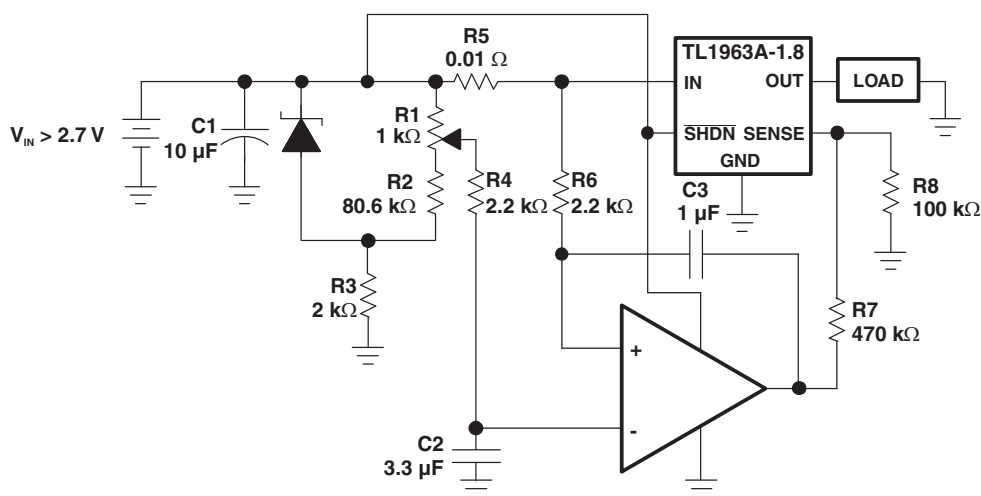 R5
0.01 Ω
TL1963A-1.8
IN OUT
LOAD
V_IN > 2.7 V
C1
10 µF
R1
1 kΩ
SHDN SENSE
GND
R2
80.6 kΩ
R4
2.2 kΩ
R6
2.2 kΩ
C3
1 µF
R8
100 kΩ
R3
2 kΩ
R7
470 kΩ
+
-
C2
3.3 µF